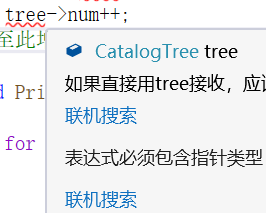 tree->num++;
至此
CatalogTree tree
d Pri
如果直接用tree接收，应
联机搜索
for
表达式必须包含指针类型
联机搜索